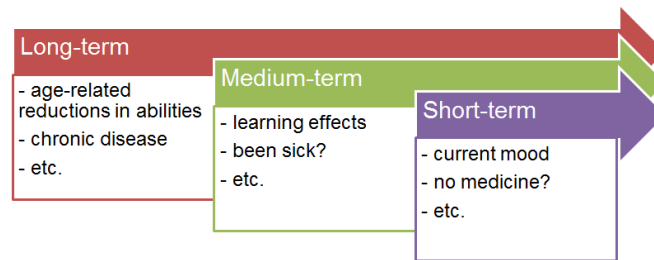 Long-term
- age-related
reductions in abilities
- chronic disease
- etc.
Medium-term
- learning effects
- been sick?
- etc.
Short-term
- current mood
- no medicine?
- etc.